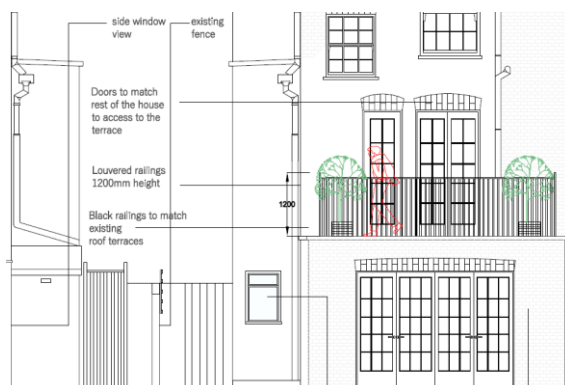 side window
view
existing
fence
Doors to match
rest of the house
to access to the
terrace
Louvered railings
1200mm height
1200
Black railings to match
existing
roof terraces